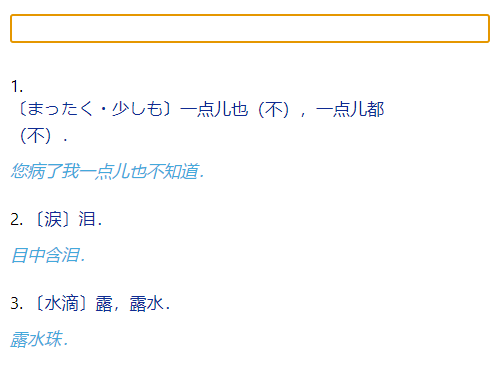 1.
〔まったく・少しも〕一点儿也（不），一点儿都
（不）．
您病了我一点儿也不知道．
2. 〔涙〕泪．
目中含泪．
3. 〔水滴〕露，露水．
露水珠．